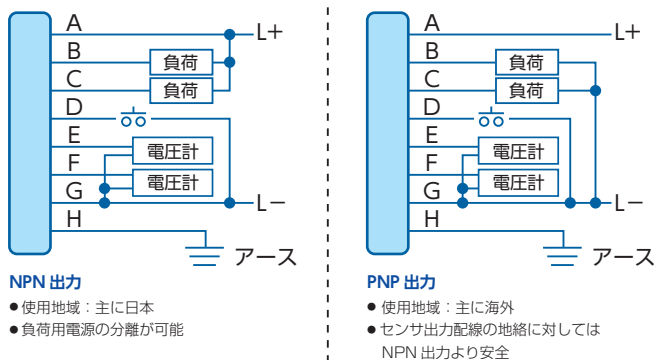 A
L+
B
負荷
C
負荷
D
E
電圧計
F
電圧計
G
L−
H
アース
NPN 出力
●使用地域：主に日本
●負荷用電源の分離が可能
A
L+
B
負荷
C
負荷
D
E
電圧計
F
電圧計
G
L−
H
アース
PNP 出力
● 使用地域：主に海外
● センサ出力配線の地絡に対しては
NPN 出力より安全